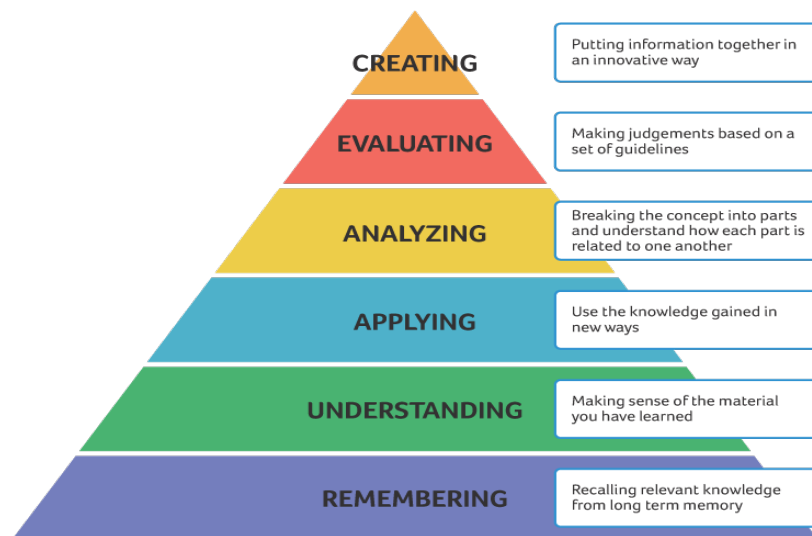 CREATING
Putting information together in
an innovative way
EVALUATING
Making judgements based on a
set of guidelines
ANALYZING
Breaking the concept into parts
and understand how each part is
related to one another
APPLYING
Use the knowledge gained in
new ways
UNDERSTANDING
Making sense of the material
you have learned
REMEMBERING
Recalling relevant knowledge
from long term memory